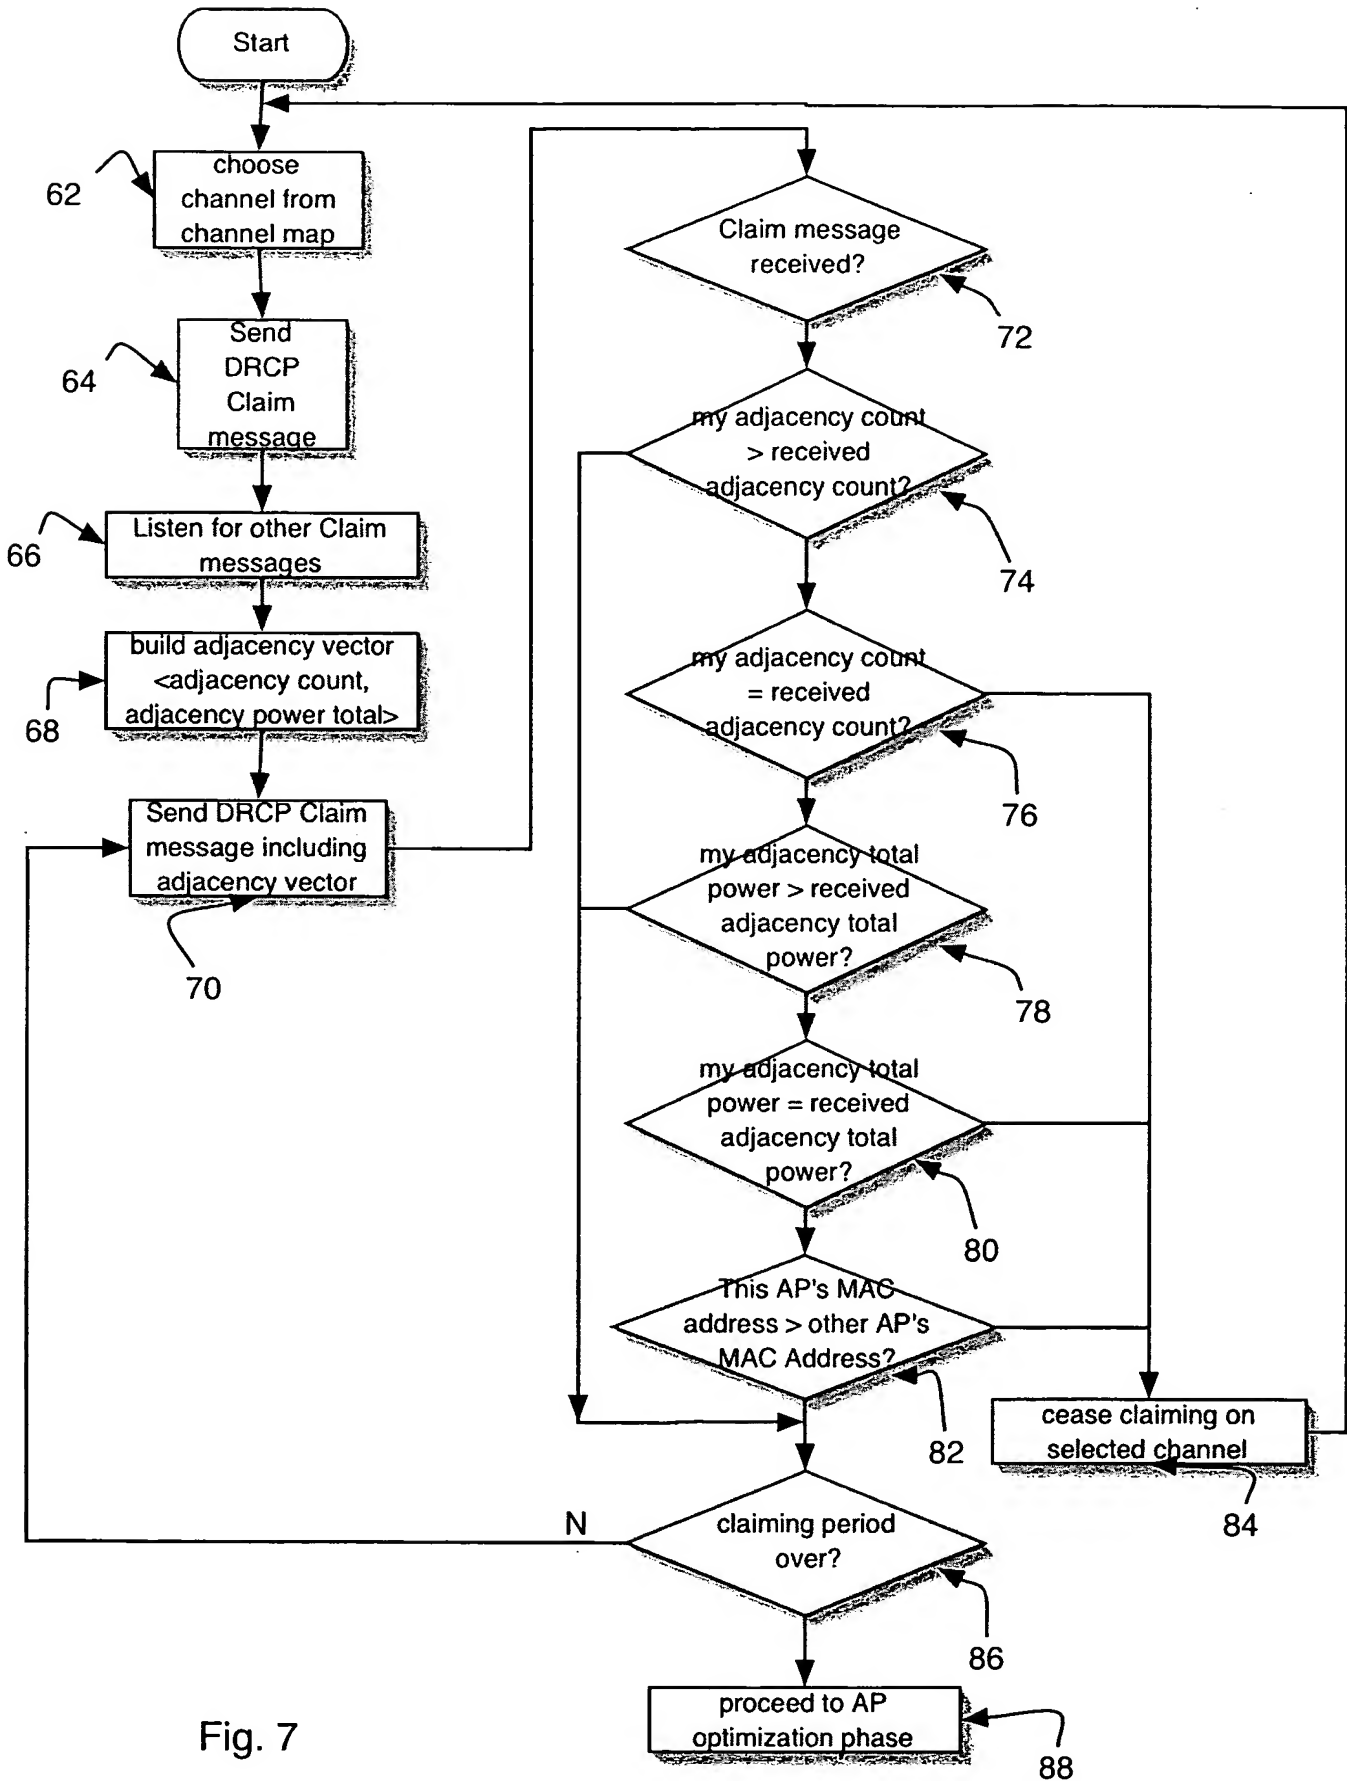 Start
62
choose
channel from
channel map
64
Send
DRCP
Claim
message
66
Listen for other Claim
messages
68
build adjacency vector
<adjacency count,
adjacency power total>
Send DRCP Claim
message including
adjacency vector
70
Claim message
received?
72
my adjacency count
> received
adjacency count?
74
my adjacency count
= received
adjacency count?
76
my adjacency total
power > received
adjacency total
power?
78
my adjacency total
power = received
adjacency total
power?
80
This AP's MAC
address > other AP's
MAC Address?
82
cease claiming on
selected channel
84
N
claiming period
over?
86
proceed to AP
optimization phase
88
Fig. 7